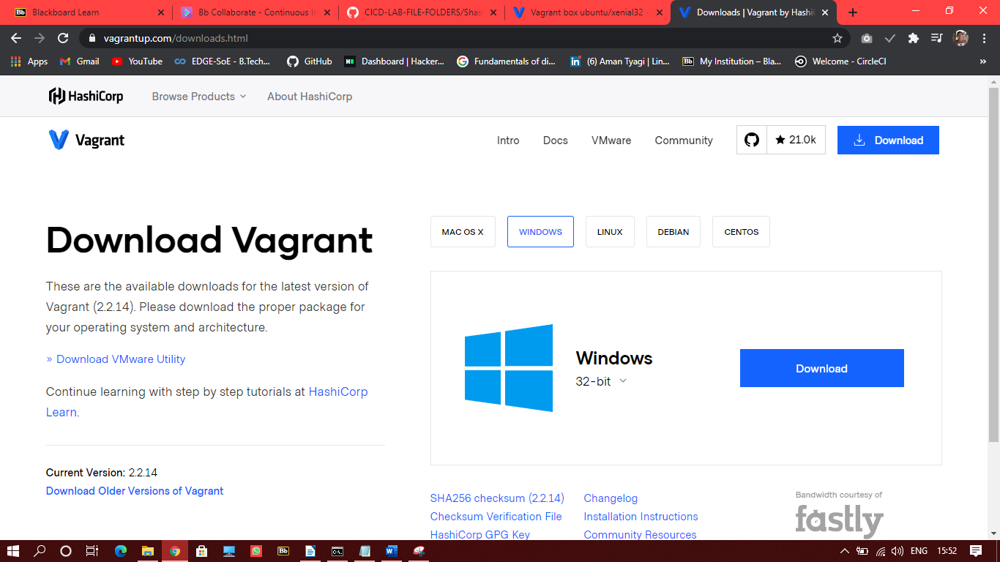 Blackboard Learn
Bb Collaborate - Continuous In
CICD-LAB-FILE-FOLDERS/Shas
Vagrant box ubuntu/xenial32 -
Downloads | Vagrant by HashiC
vagrantup.com/downloads.html
Apps
Gmail
YouTube
EDGE-SoE - B.Tech...
GitHub
Dashboard | Hacker...
Fundamentals of di...
(6) Aman Tyagi | Lin...
Bb
My Institution – Bla...
Welcome - CircleCI
HashiCorp
Browse Products
About HashiCorp
Vagrant
Intro
Docs
VMware
Community
21.0k
Download
Download Vagrant
These are the available downloads for the latest version of
Vagrant (2.2.14). Please download the proper package for
your operating system and architecture.
» Download VMware Utility
Continue learning with step by step tutorials at HashiCorp
Learn.
Current Version: 2.2.14
Download Older Versions of Vagrant
MAC OS X
WINDOWS
LINUX
DEBIAN
CENTOS
Windows
32-bit
Download
SHA256 checksum (2.2.14)
Checksum Verification File
HashiCorp GPG Key
Changelog
Installation Instructions
Community Resources
Bandwidth courtesy of
fastly
Bb
ENG
15:52